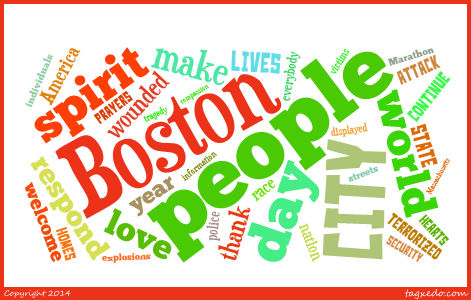 individuals
America
spirit
PRAYERS
wounded
make
LIVES
everybody
victims
Marathon
ATTACK
CONTINUE
tragedy
compassion
Boston
people
world
STATE
Massachusetts
respond
welcome
HOMES
love
explosions
year
information
police
thank
race
day
nation
CITY
displayed
streets
HEARTS
TERRORIZED
SECURITY
Copyright 2014
tagxedo.com